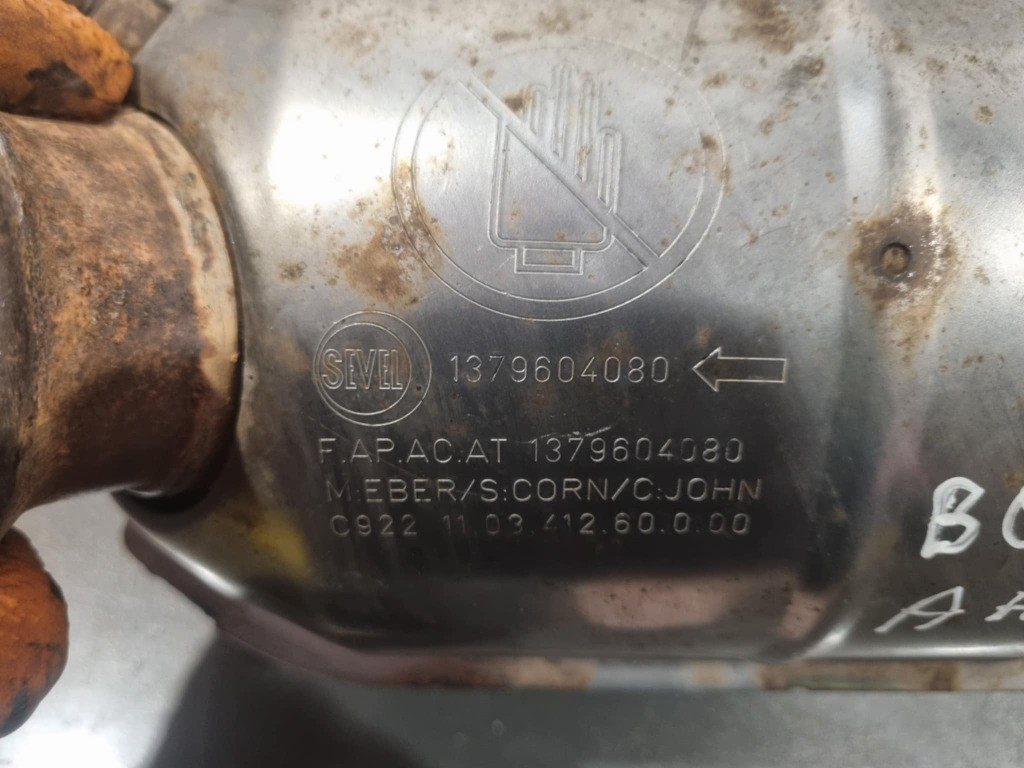 SEVEL 1379604080
F.AP.AC:AT 1379604080
M:EBER/S:CORN/C:JOHN
C922 11.03.412.60.0.00